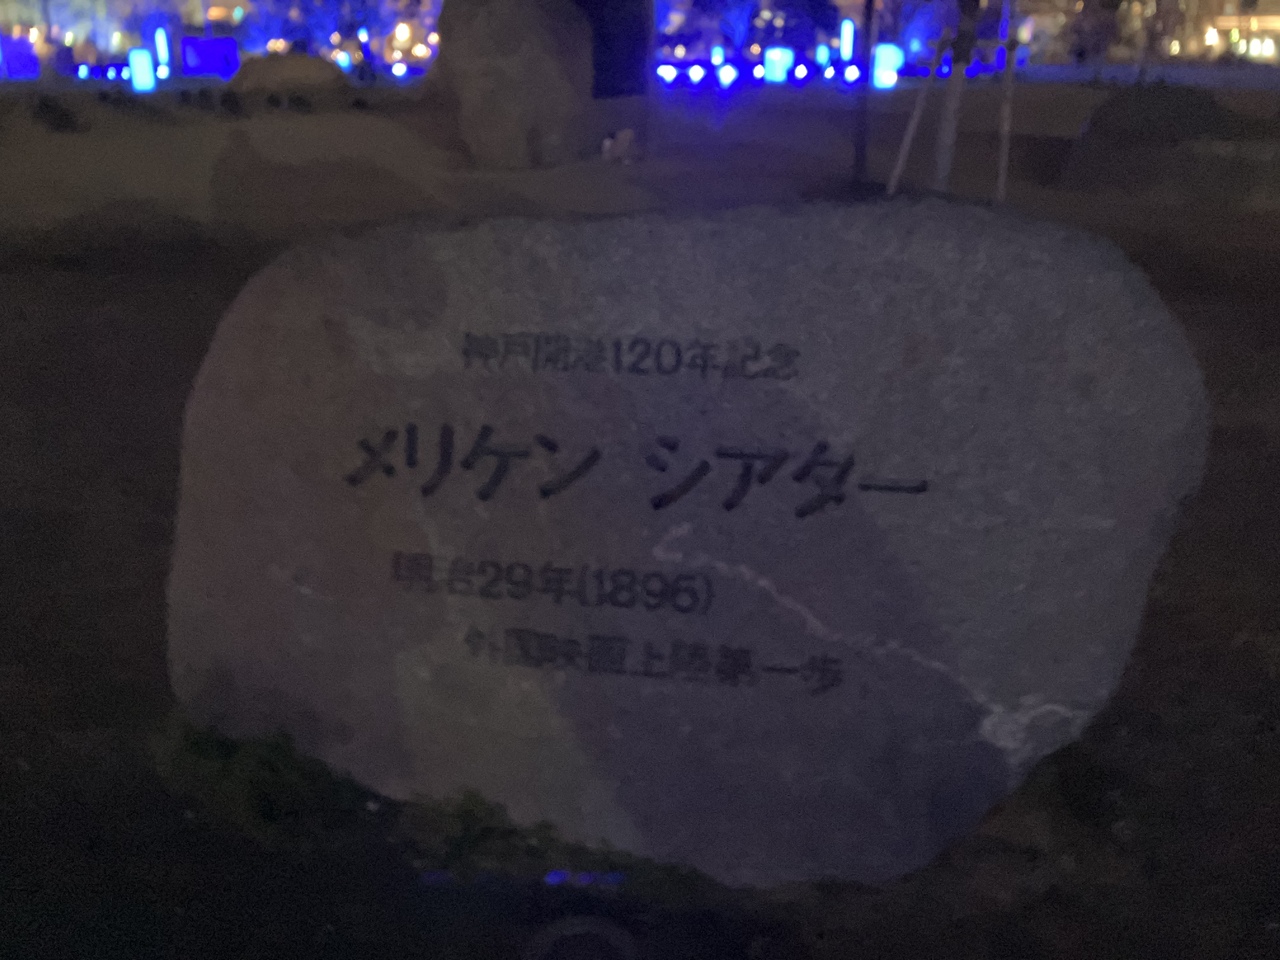 神戸開港120年記念
メリケン シアター
明治29年(1896)
外国映画上陸第一歩